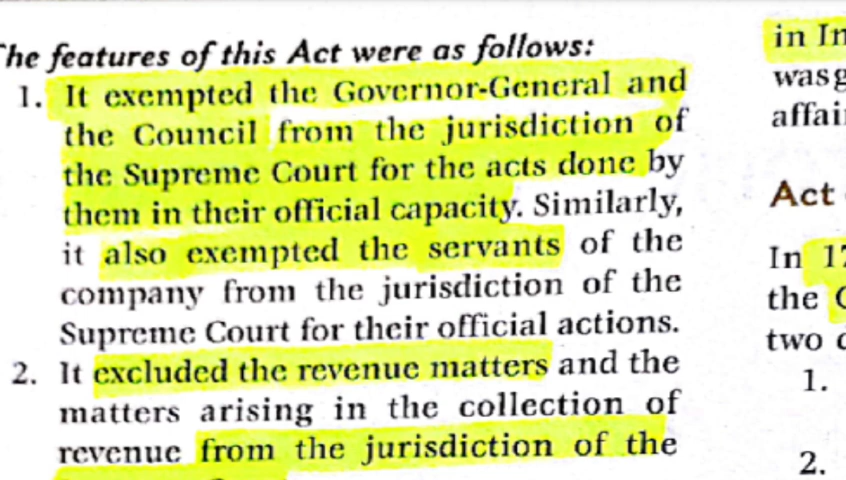 The features of this Act were as follows:
1. It exempted the Governor-General and
the Council from the jurisdiction of
the Supreme Court for the acts done by
them in their official capacity. Similarly,
it also exempted the servants of the
company from the jurisdiction of the
Supreme Court for their official actions.
2. It excluded the revenue matters and the
matters arising in the collection of
revenue from the jurisdiction of the
in
was
Act
In
the
two
1.
2.